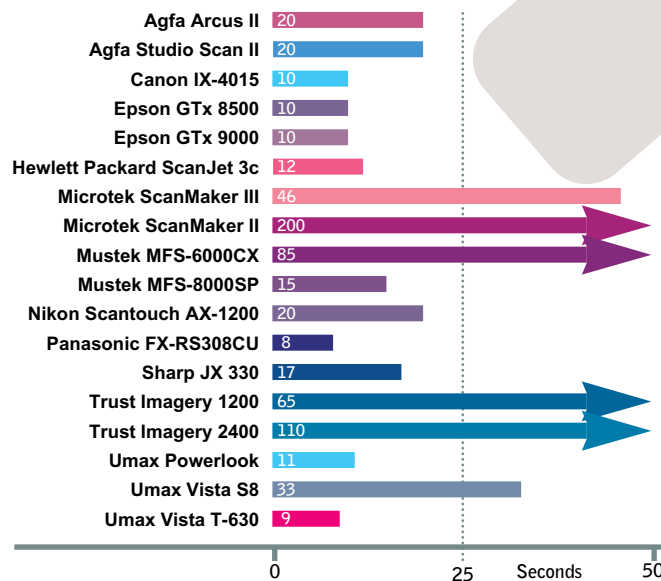 Agfa Arcus II 20
Agfa Studio Scan II 20
Canon IX-4015 10
Epson GTx 8500 10
Epson GTx 9000 10
Hewlett Packard ScanJet 3c 12
Microtek ScanMaker III 46
Microtek ScanMaker II 200
Mustek MFS-6000CX 85
Mustek MFS-8000SP 15
Nikon Scantouch AX-1200 20
Panasonic FX-RS308CU 8
Sharp JX 330 17
Trust Imagery 1200 65
Trust Imagery 2400 110
Umax Powerlook 11
Umax Vista S8 33
Umax Vista T-630 9
0 25 Seconds 50